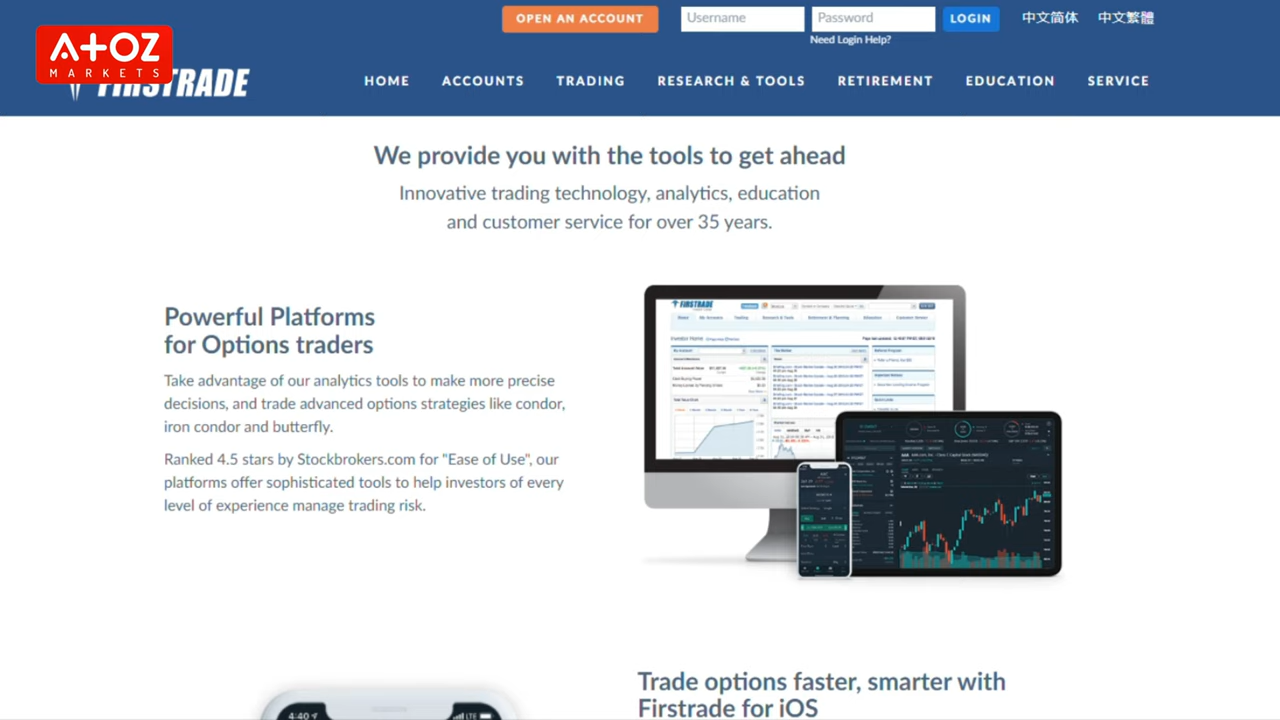 OPEN AN ACCOUNT
Username
Password
LOGIN
中文简体
中文繁體
Need Login Help?
A+OZ
MARKETS
FIRSTRADE
HOME
ACCOUNTS
TRADING
RESEARCH & TOOLS
RETIREMENT
EDUCATION
SERVICE
We provide you with the tools to get ahead
Innovative trading technology, analytics, education
and customer service for over 35 years.
Powerful Platforms
for Options traders
Take advantage of our analytics tools to make more precise
decisions, and trade advanced options strategies like condor,
iron condor and butterfly.
Ranked 4.5 stars by Stockbrokers.com for "Ease of Use", our
platforms offer sophisticated tools to help investors of every
level of experience manage trading risk.
FIRSTRADE
Trade options faster, smarter with
Firstrade for iOS
4:40
LTE